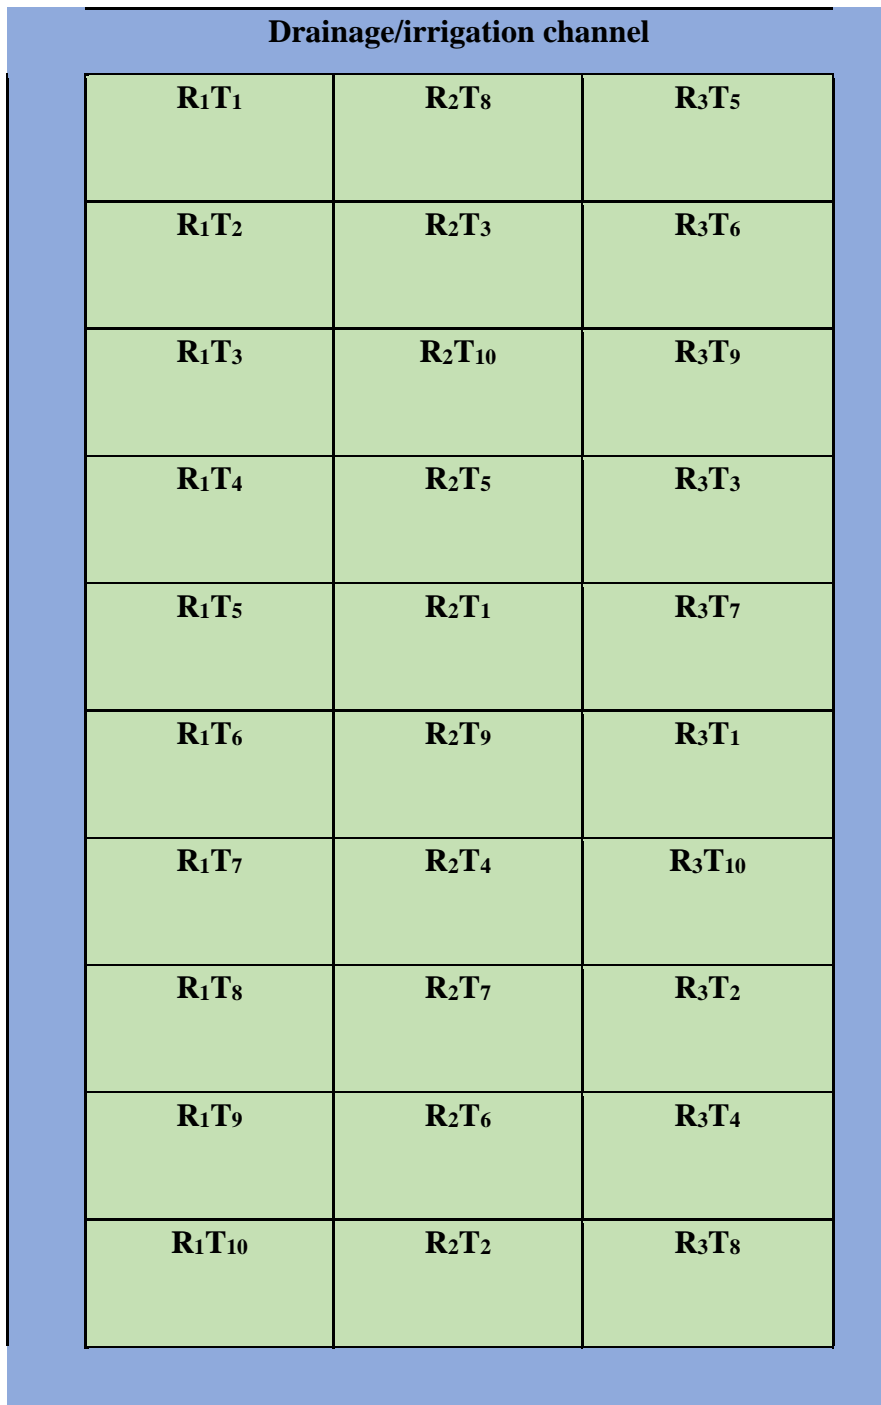 Drainage/irrigation channel
R₁T₁ R₂T₈ R₃T₅
R₁T₂ R₂T₃ R₃T₆
R₁T₃ R₂T₁₀ R₃T₉
R₁T₄ R₂T₅ R₃T₃
R₁T₅ R₂T₁ R₃T₇
R₁T₆ R₂T₉ R₃T₁
R₁T₇ R₂T₄ R₃T₁₀
R₁T₈ R₂T₇ R₃T₂
R₁T₉ R₂T₆ R₃T₄
R₁T₁₀ R₂T₂ R₃T₈